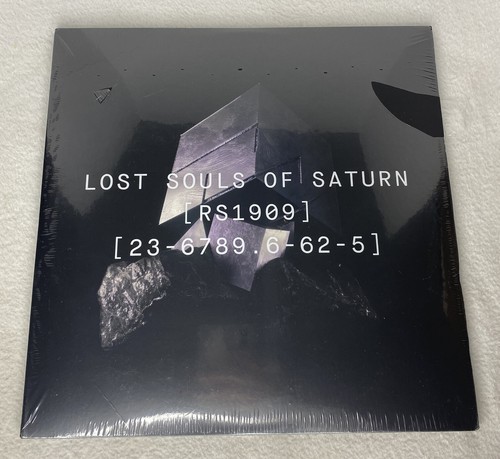 LOST SOULS OF SATURN
[RS1909]
[23-6789.6-62-5]